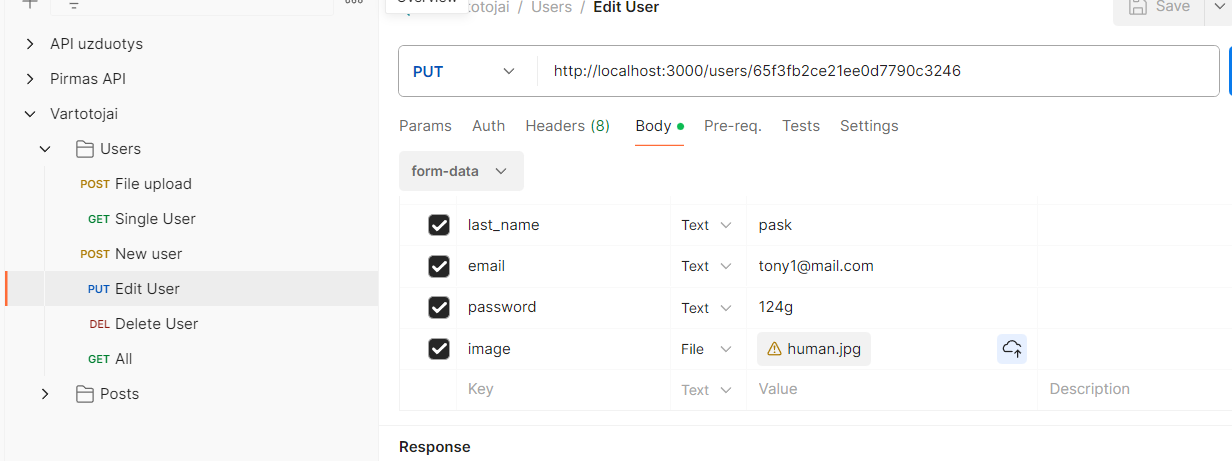 Vartotojai / Users / Edit User
Save
API uzduotys
Pirmas API
Vartotojai
Users
POST File upload
GET Single User
POST New user
PUT Edit User
DEL Delete User
GET All
Posts
PUT http://localhost:3000/users/65f3fb2ce21ee0d7790c3246
Params Auth Headers (8) Body Pre-req. Tests Settings
form-data
last_name Text pask
email Text tony1@mail.com
password Text 124g
image File human.jpg
Key Text Value Description
Response